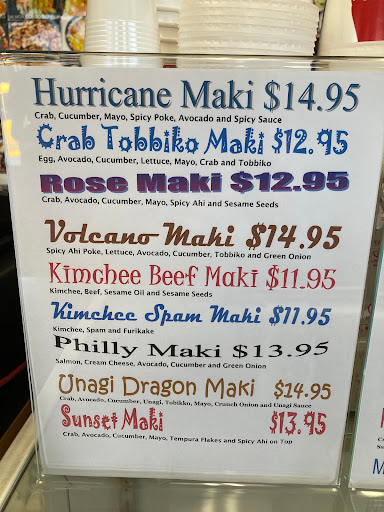 Hurricane Maki $14.95
Crab, Cucumber, Mayo, Spicy Poke, Avocado and Spicy Sauce
Crab Tobbiko Maki $12.95
Egg, Avocado, Cucumber, Lettuce, Mayo, Crab and Tobbiko
Rose Maki $12.95
Crab, Avocado, Cucumber, Mayo, Spicy Ahi and Sesame Seeds
Volcano Maki $14.95
Spicy Ahi Poke, Lettuce, Avocado, Cucumber, Tobbiko and Green Onion
Kimchee Beef Maki $11.95
Kimchee, Beef, Sesame Oil and Sesame Seeds
Kimchee Spam Maki $11.95
Kimchee, Spam and Furikake
Philly Maki $13.95
Salmon, Cream Cheese, Avocado, Cucumber and Green Onion
Unagi Dragon Maki $14.95
Crab, Avocado, Cucumber, Unagi, Tobikko, Mayo, Crunch Onion and Unagi Sauce
Sunset Maki $13.95
Crab, Avocado, Cucumber, Mayo, Tempura Flakes and Spicy Ahi on Top